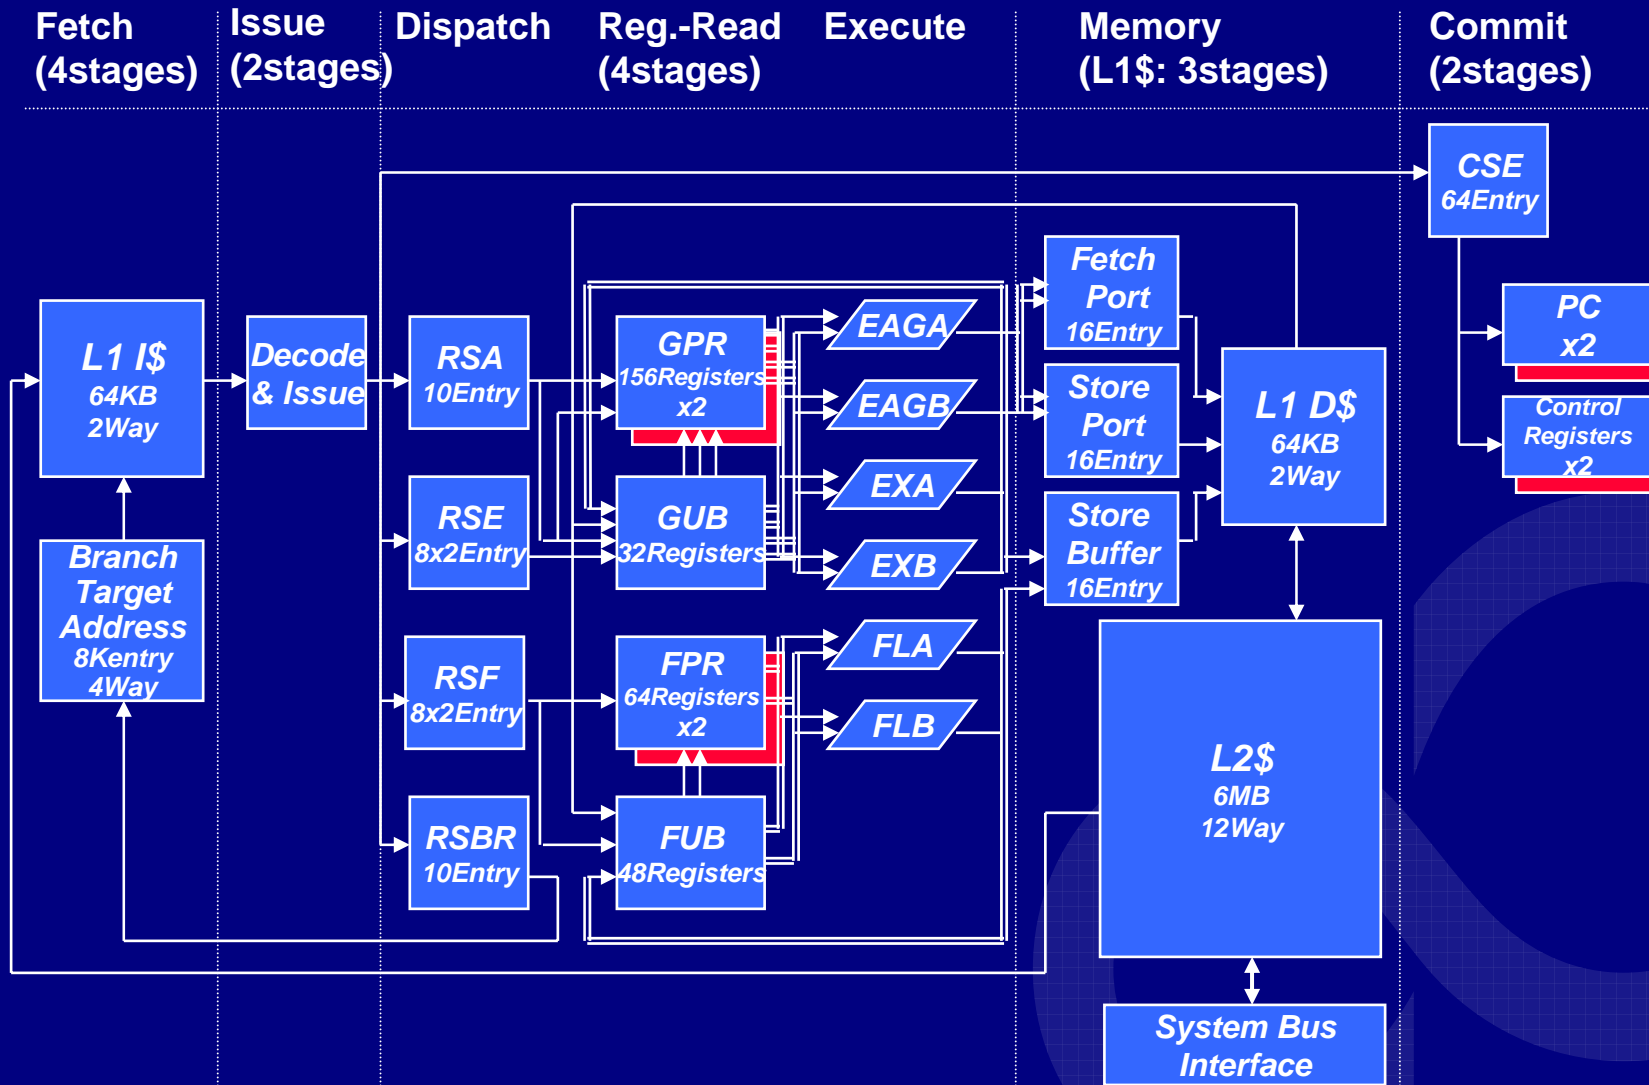 Fetch
(4stages)
Issue
(2stages)
Dispatch
Reg.-Read
(4stages)
Execute
Memory
(L1$: 3stages)
Commit
(2stages)
L1 I$
64KB
2Way
Branch
Target
Address
8Kentry
4Way
Decode
& Issue
RSA
10Entry
RSE
8x2Entry
RSF
8x2Entry
RSBR
10Entry
GPR
156Registers
x2
GUB
32Registers
FPR
64Registers
x2
FUB
48Registers
EAGA
EAGB
EXA
EXB
FLA
FLB
Fetch
Port
16Entry
Store
Port
16Entry
Store
Buffer
16Entry
L1 D$
64KB
2Way
L2$
6MB
12Way
System Bus
Interface
CSE
64Entry
PC
x2
Control
Registers
x2